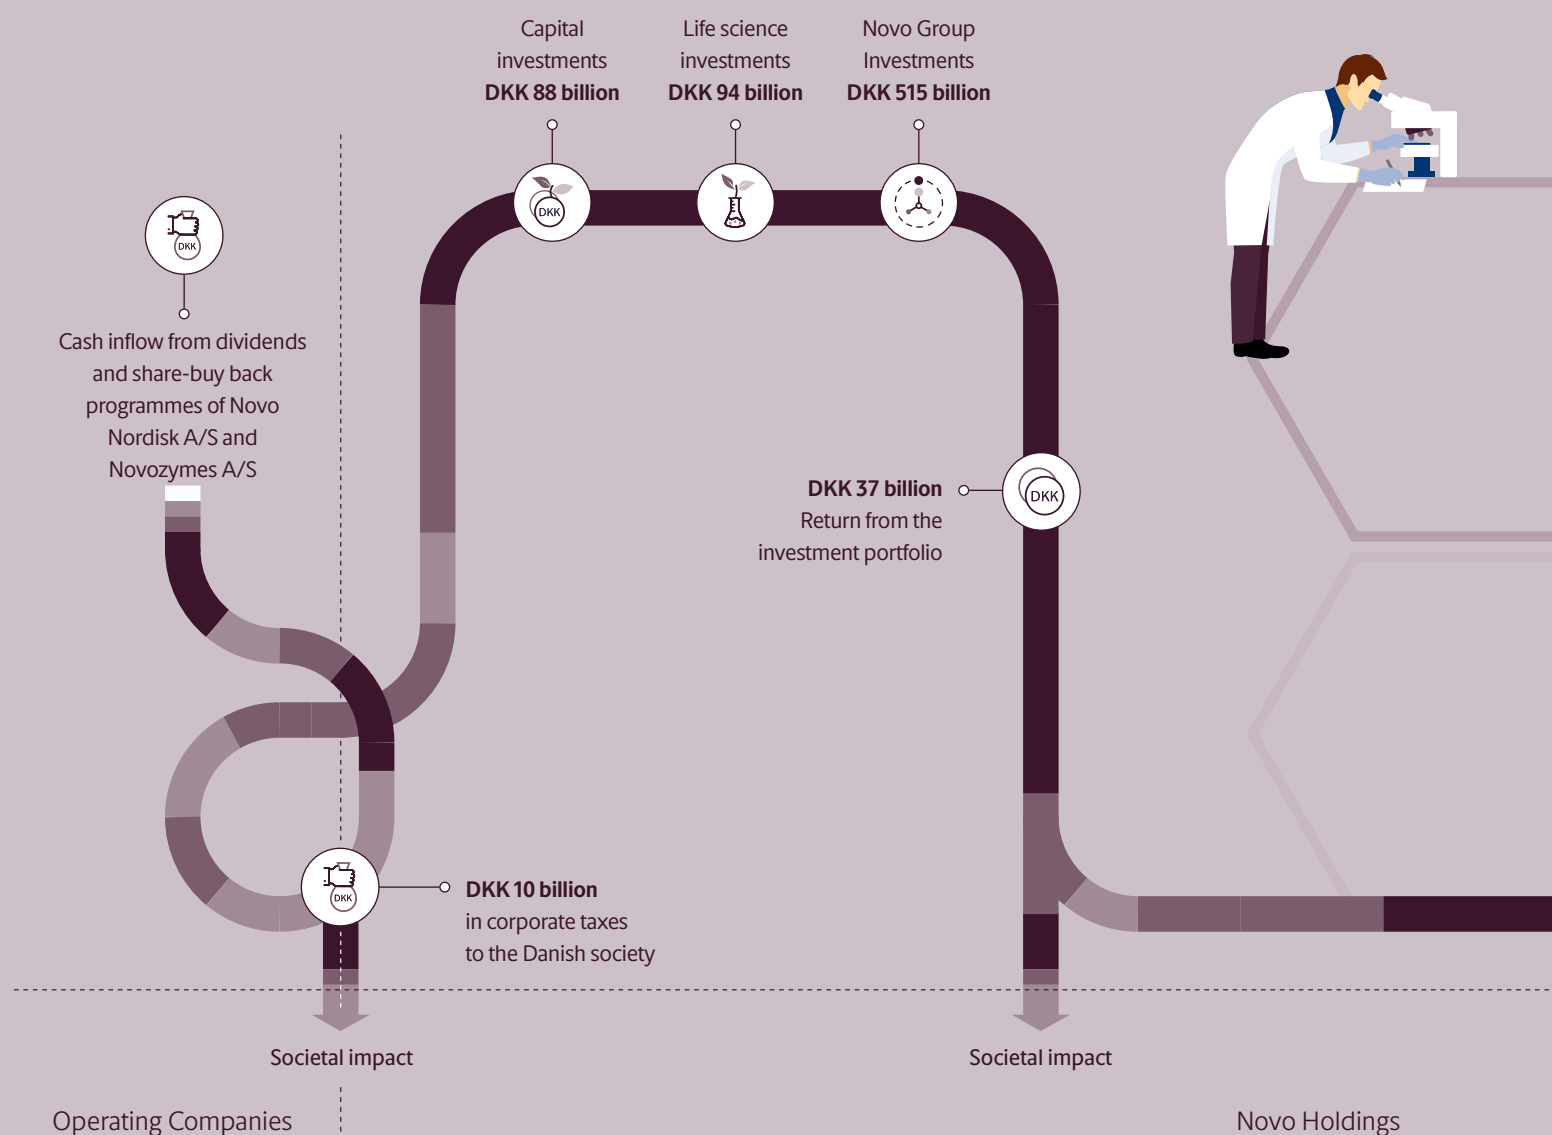 Capital
investments
DKK 88 billion
Life science
investments
DKK 94 billion
Novo Group
Investments
DKK 515 billion
DKK
DKK
Cash inflow from dividends
and share-buy back
programmes of Novo
Nordisk A/S and
Novozymes A/S
DKK 37 billion
Return from the
investment portfolio
DKK
DKK
DKK 10 billion
in corporate taxes
to the Danish society
Societal impact
Societal impact
Operating Companies
Novo Holdings